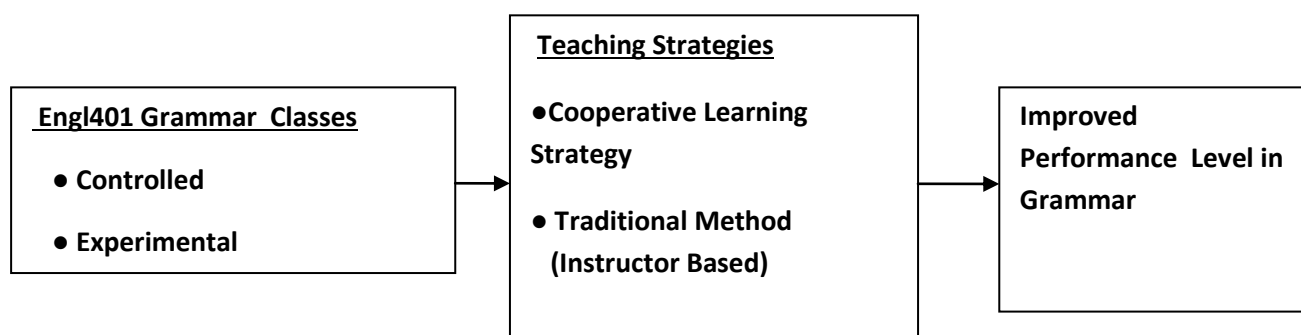 Engl401 Grammar Classes
● Controlled
● Experimental
Teaching Strategies
●Cooperative Learning
Strategy
● Traditional Method
(Instructor Based)
Improved
Performance Level in
Grammar